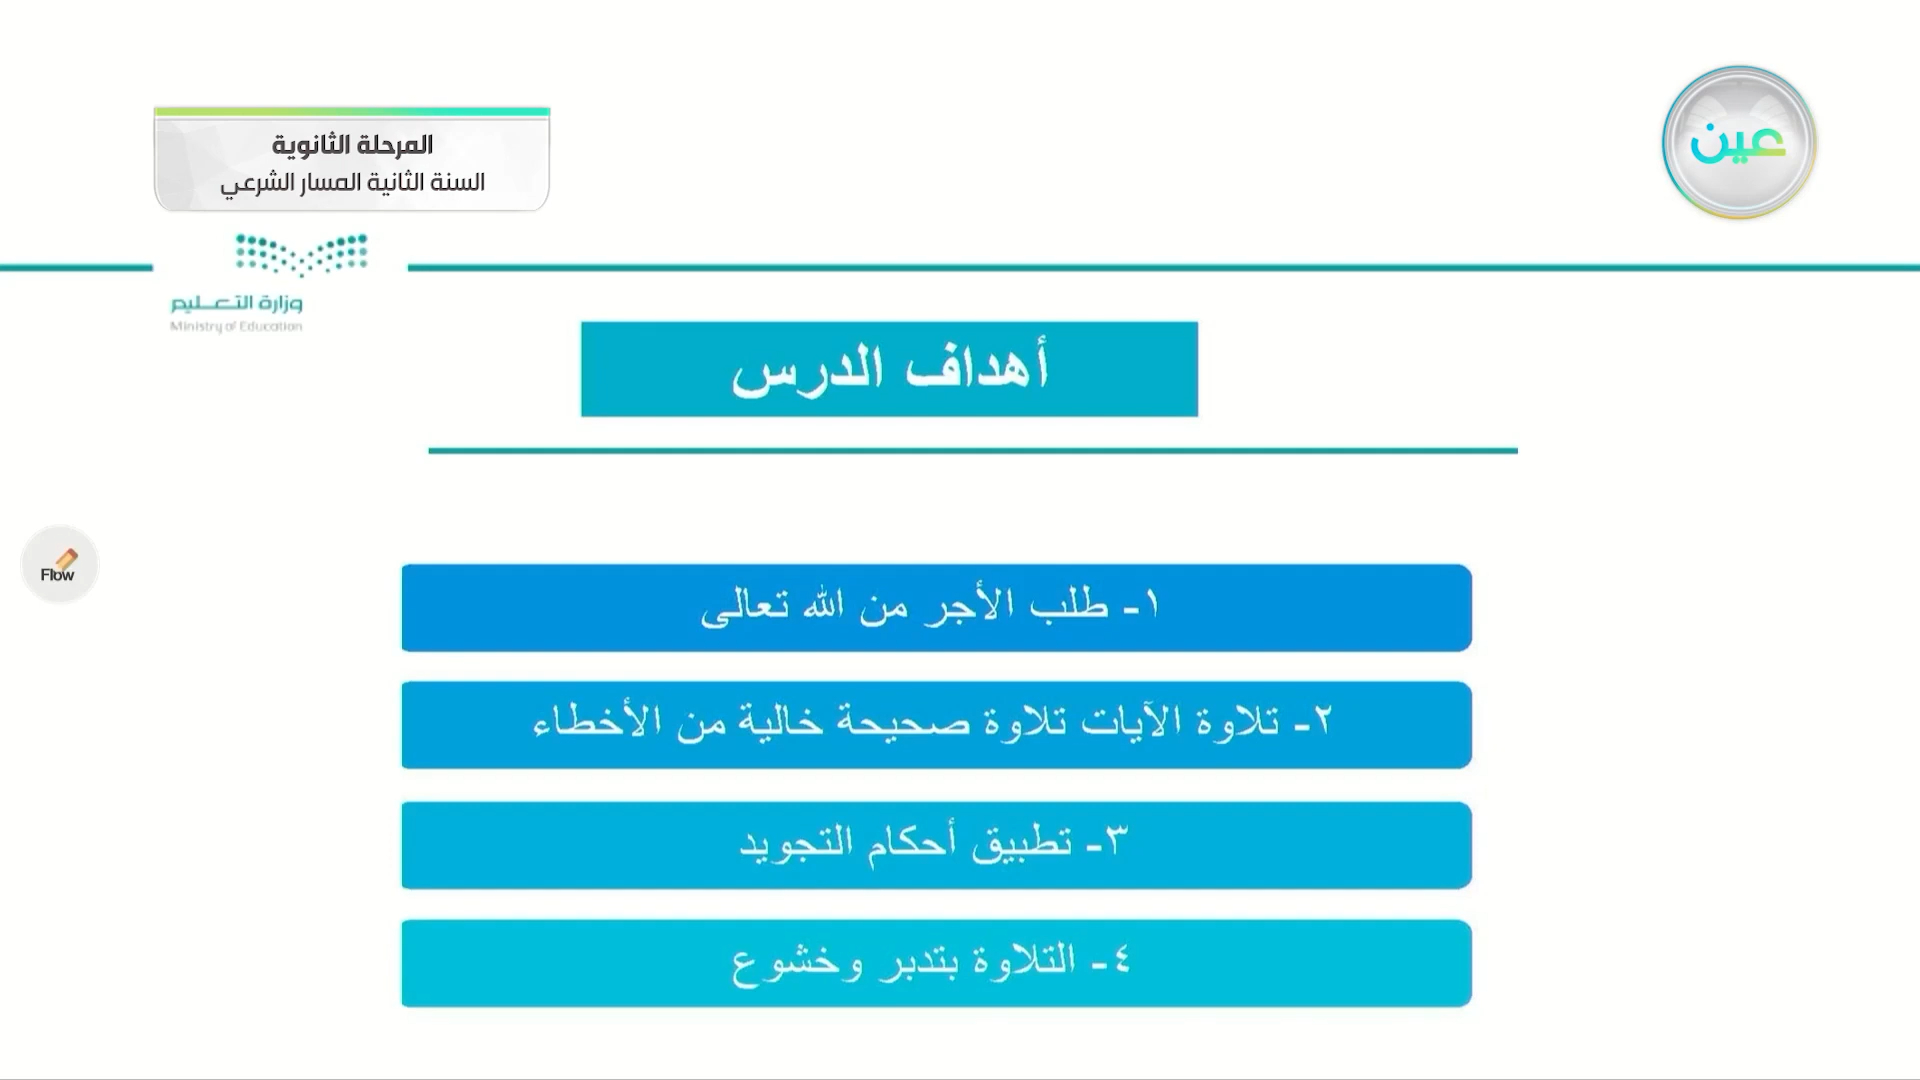 المرحلة الثانوية
السنة الثانية المسار الشرعي
عين
وزارة التعـليم
Ministry of Education
أهداف الدرس
Flow
١- طلب الأجر من الله تعالى
٢- تلاوة الآيات تلاوة صحيحة خالية من الأخطاء
٣- تطبيق أحكام التجويد
٤- التلاوة بتدبر وخشوع